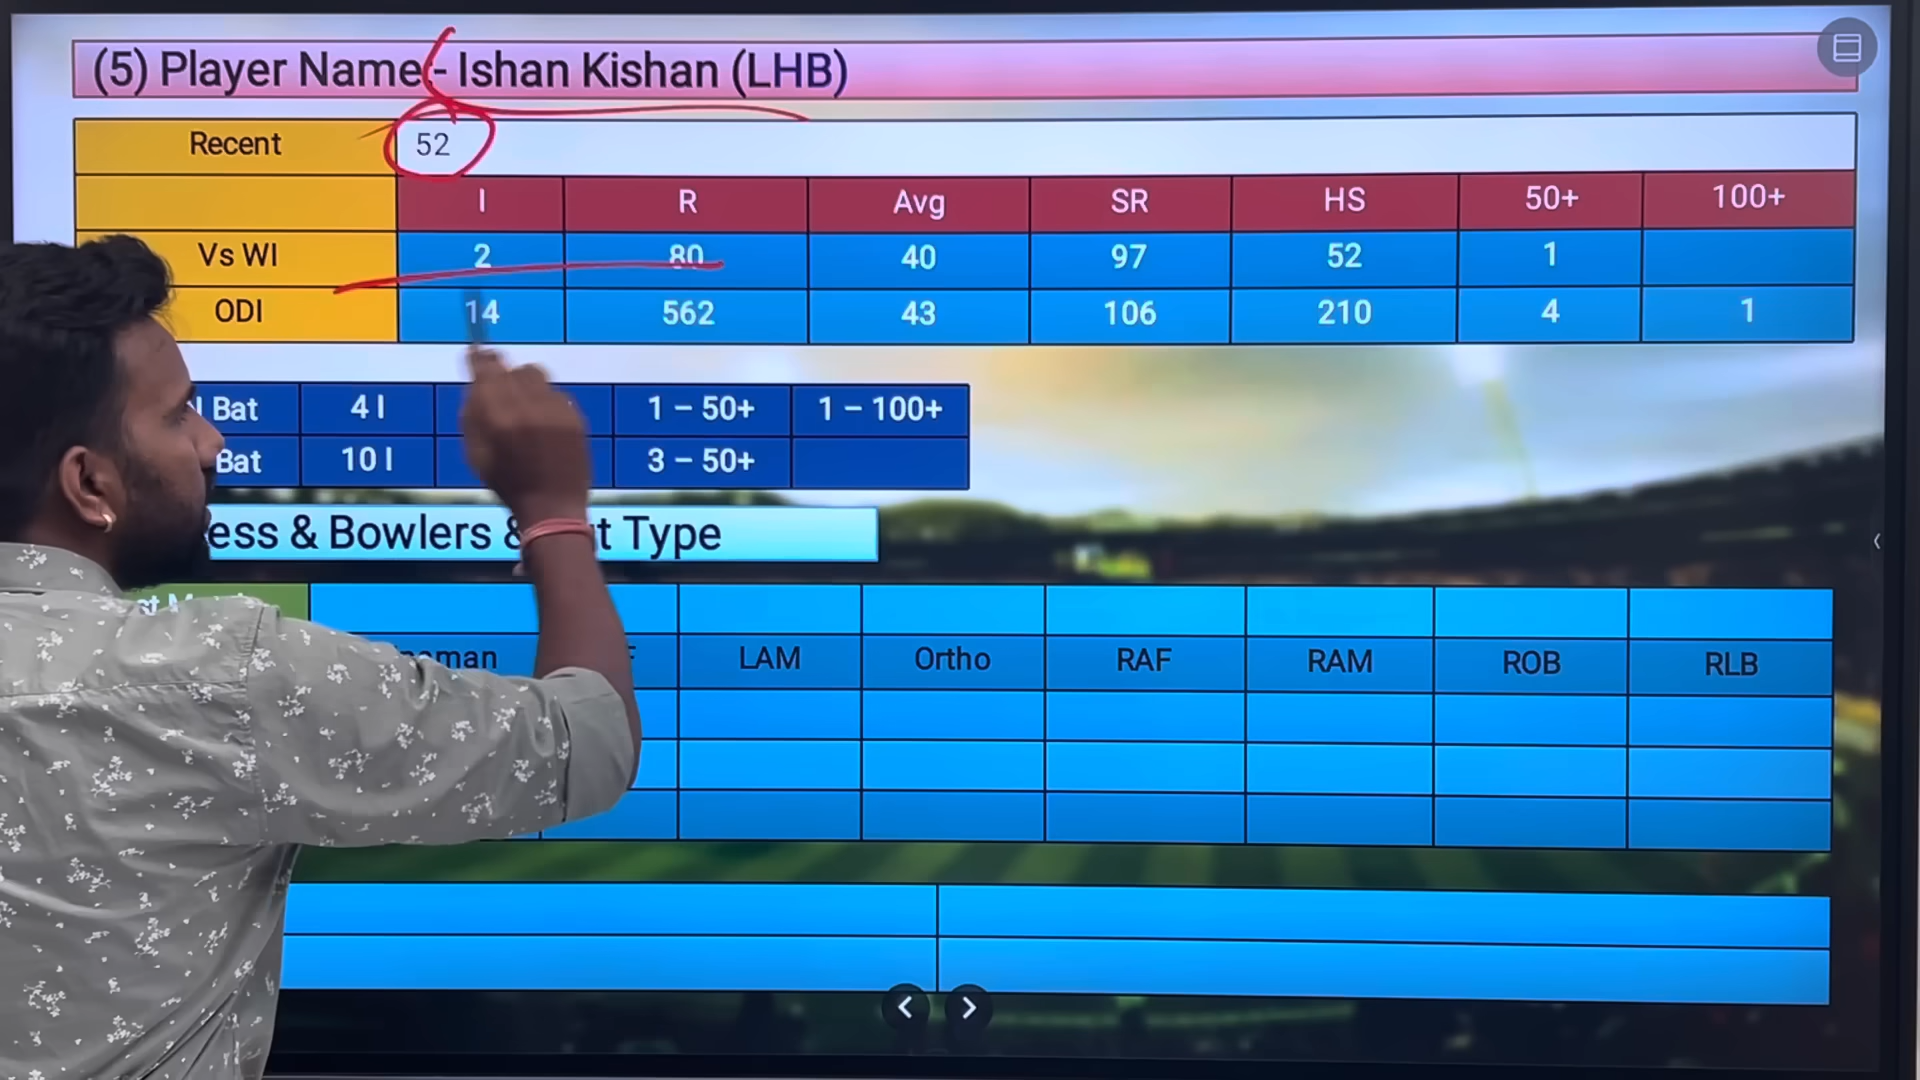 (5) Player Name:- Ishan Kishan (LHB)
Recent 52
I R Avg SR HS 50+ 100+
Vs WI 2 80 40 97 52 1
ODI 14 562 43 106 210 4 1
Bat 4 I 1 – 50+ 1 – 100+
Bat 10 I 3 – 50+
ess & Bowlers & t Type
LAM Ortho RAF RAM ROB RLB